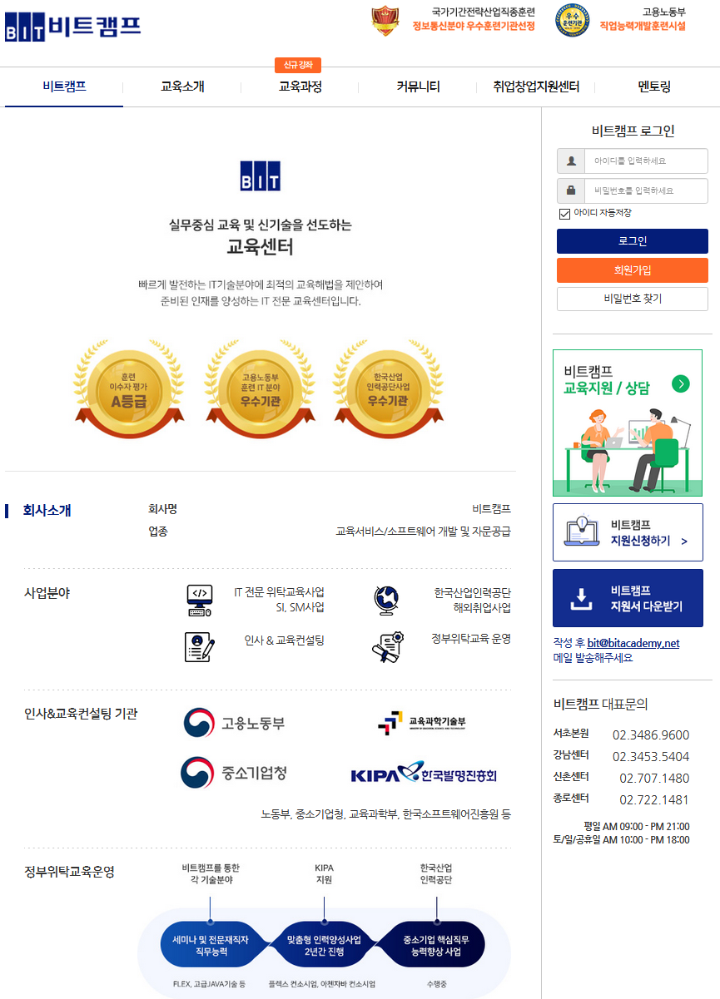 BIT 비트캠프
국가기간전략산업직종훈련
정보통신분야 우수훈련기관선정
우수
훈련기관
고용노동부
직업능력개발훈련시설
신규강좌
비트캠프
교육소개
교육과정
커뮤니티
취업창업지원센터
멘토링
BIT
실무중심 교육 및 신기술을 선도하는
교육센터
빠르게 발전하는 IT기술분야에 최적의 교육해법을 제안하여
준비된 인재를 양성하는 IT 전문 교육센터입니다.
훈련
이수자 평가
A등급
고용노동부
훈련 IT 분야
우수기관
한국산업
인력공단사업
우수기관
회사소개
회사명
비트캠프
업종
교육서비스/소프트웨어 개발 및 자문공급
사업분야
IT 전문 위탁교육사업
SI, SM사업
한국산업인력공단
해외취업사업
인사 & 교육컨설팅
정부위탁교육 운영
인사&교육컨설팅 기관
고용노동부
교육과학기술부
중소기업청
KIPA 한국발명진흥회
노동부, 중소기업청, 교육과학부, 한국소프트웨어진흥원 등
정부위탁교육운영
비트캠프를 통한
각 기술분야
KIPA
지원
한국산업
인력공단
세미나 및 전문재직자
직무능력
맞춤형 인력양성사업
2년간 진행
중소기업 핵심직무
능력향상 사업
FLEX, 고급JAVA기술 등
플렉스 컨소시엄, 아젠자바 컨소시엄
수행중
비트캠프 로그인
아이디를 입력하세요
비밀번호를 입력하세요
아이디 자동저장
로그인
회원가입
비밀번호 찾기
비트캠프
교육지원 / 상담
비트캠프
지원신청하기 >
비트캠프
지원서 다운받기
작성 후 bit@bitacademy.net
메일 발송해주세요
비트캠프 대표문의
서초본원 02.3486.9600
강남센터 02.3453.5404
신촌센터 02.707.1480
종로센터 02.722.1481
평일 AM 09:00 - PM 21:00
토/일/공휴일 AM 10:00 - PM 18:00